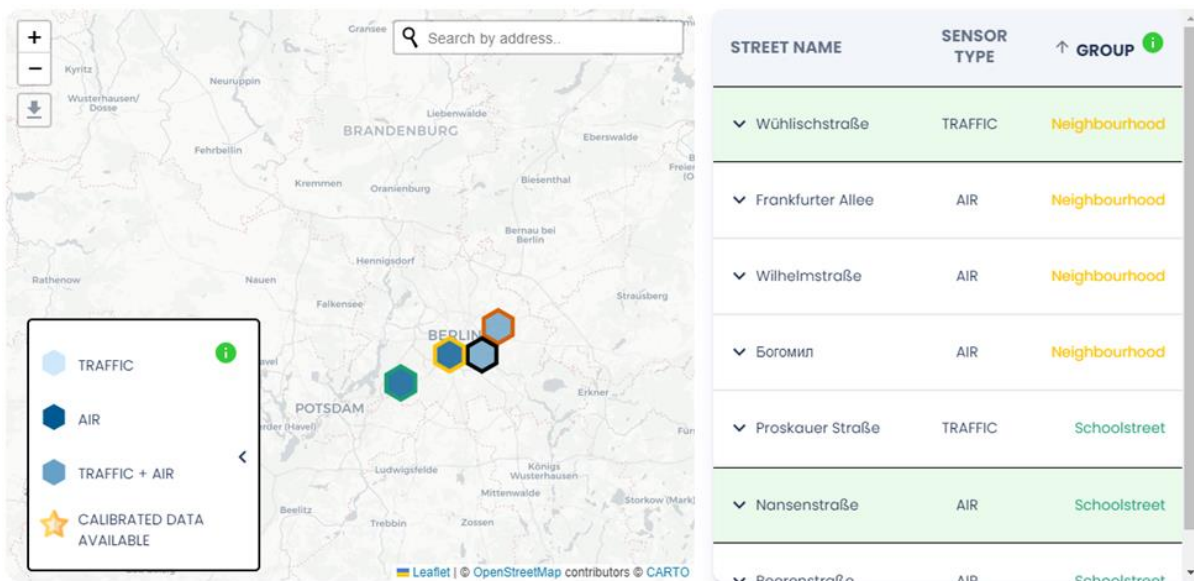 +
−
Search by address..
Gransee
Kyritz
Wusterhausen/
Dosse
Neuruppin
Liebenwalde
BRANDENBURG
Eberswalde
Fehrbellin
Kremmen
Oranienburg
Biesenthal
Bernau bei
Berlin
Hennigsdorf
Rathenow
Nauen
Falkensee
Strausberg
BERLIN
Erkner
POTSDAM
Ludwigsfelde
Königs
Wusterhausen
Mittenwalde
Storkow (Mark)
Beelitz
Trebbin
Zossen
TRAFFIC
AIR
TRAFFIC + AIR
CALIBRATED DATA
AVAILABLE
Leaflet | © OpenStreetMap contributors © CARTO
STREET NAME SENSOR TYPE ↑ GROUP
Wühlischstraße TRAFFIC Neighbourhood
Frankfurter Allee AIR Neighbourhood
Wilhelmstraße AIR Neighbourhood
Богомил AIR Neighbourhood
Proskauer Straße TRAFFIC Schoolstreet
Nansenstraße AIR Schoolstreet
AIR Schoolstreet